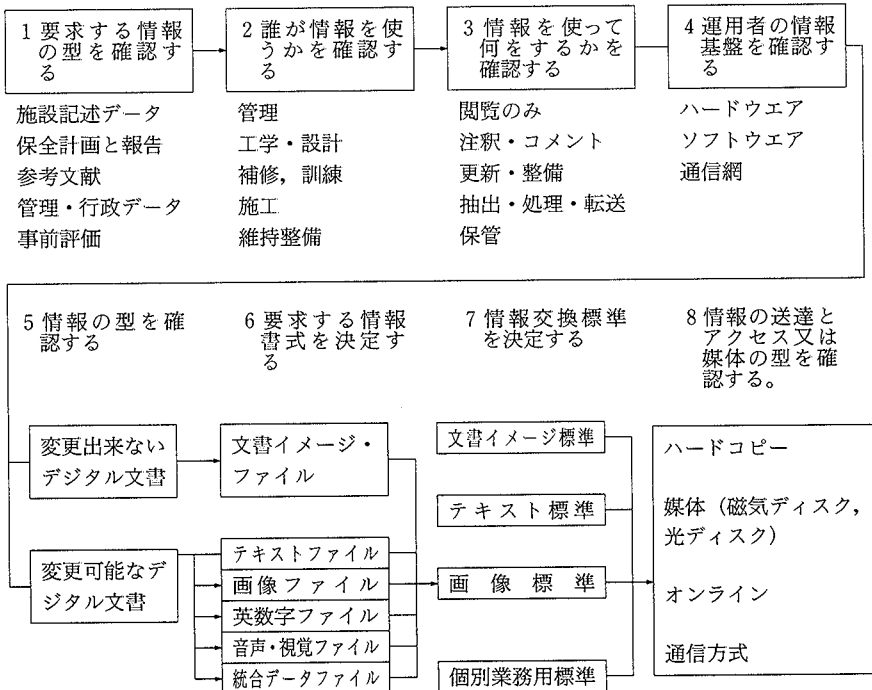 1 要求する情報
の型を確認す
る
2 誰が情報を使
うかを確認す
る
3 情報を使って
何をするかを
確認する
4 運用者の情報
基盤を確認す
る
施設記述データ
保全計画と報告
参考文献
管理・行政データ
事前評価
管理
工学・設計
補修，訓練
施工
維持整備
閲覧のみ
注釈・コメント
更新・整備
抽出・処理・転送
保管
ハードウエア
ソフトウエア
通信網
5 情報の型を確
認する
6 要求する情報
書式を決定す
る
7 情報交換標準
を決定する
8 情報の送達と
アクセス又は
媒体の型を確
認する。
変更出来ない
デジタル文書
変更可能なデ
ジタル文書
文書イメージ・
ファイル
テキストファイル
画像ファイル
英数字ファイル
音声・視覚ファイル
統合データファイル
文書イメージ標準
テキスト標準
画像標準
個別業務用標準
ハードコピー
媒体（磁気ディスク，
光ディスク）
オンライン
通信方式